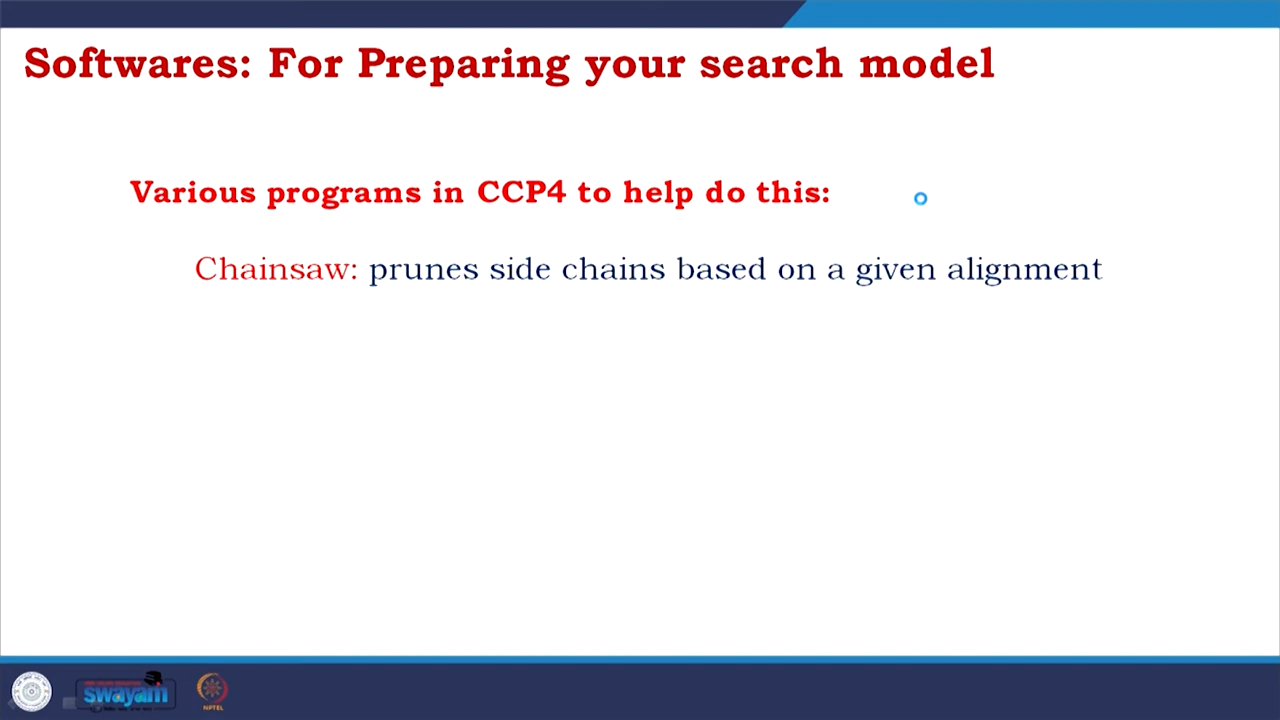 Softwares: For Preparing your search model
Various programs in CCP4 to help do this:
Chainsaw: prunes side chains based on a given alignment
swayam
NPTEL